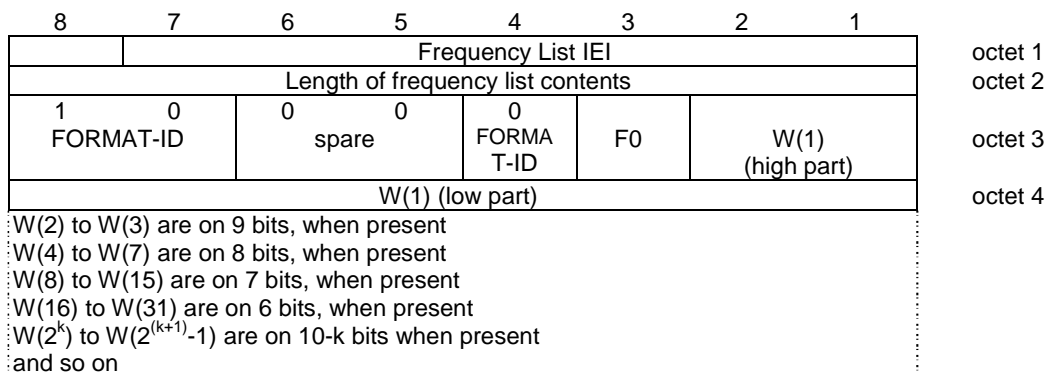 8 7 6 5 4 3 2 1
Frequency List IEI octet 1
Length of frequency list contents octet 2
1 0 0 0 0
FORMAT-ID spare FORMA F0 W(1) octet 3
T-ID (high part)
W(1) (low part) octet 4
W(2) to W(3) are on 9 bits, when present
W(4) to W(7) are on 8 bits, when present
W(8) to W(15) are on 7 bits, when present
W(16) to W(31) are on 6 bits, when present
W(2^k) to W(2^(k+1)-1) are on 10-k bits when present
and so on